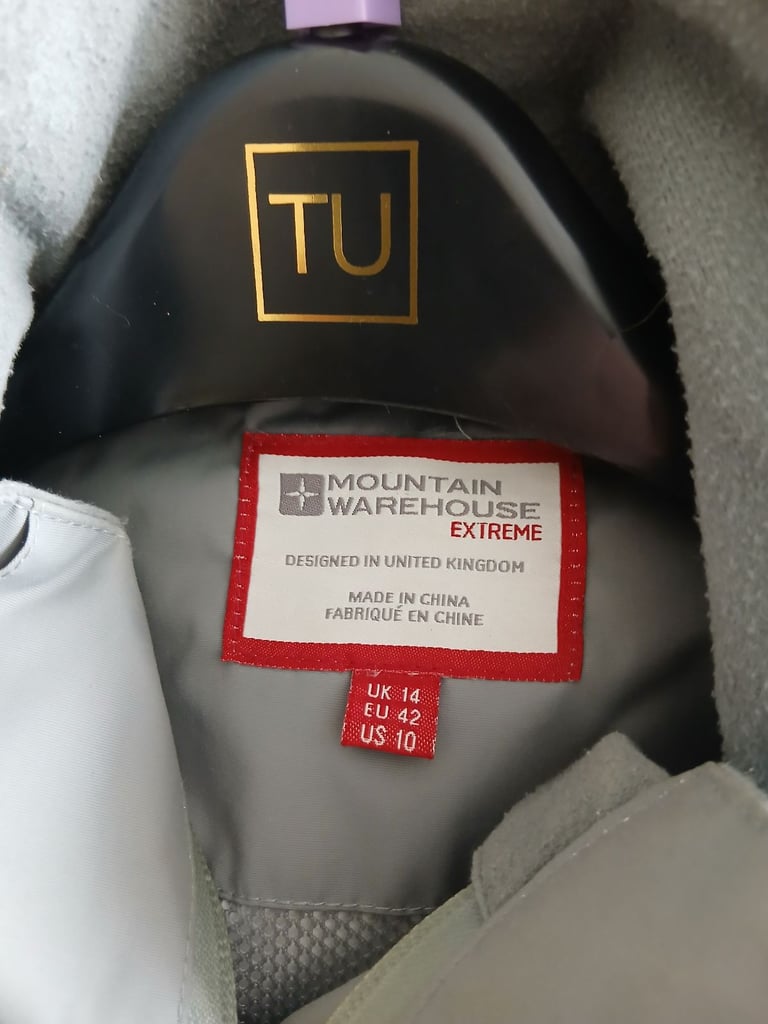 TU
MOUNTAIN
WAREHOUSE
EXTREME
DESIGNED IN UNITED KINGDOM
MADE IN CHINA
FABRIQUÉ EN CHINE
UK 14
EU 42
US 10